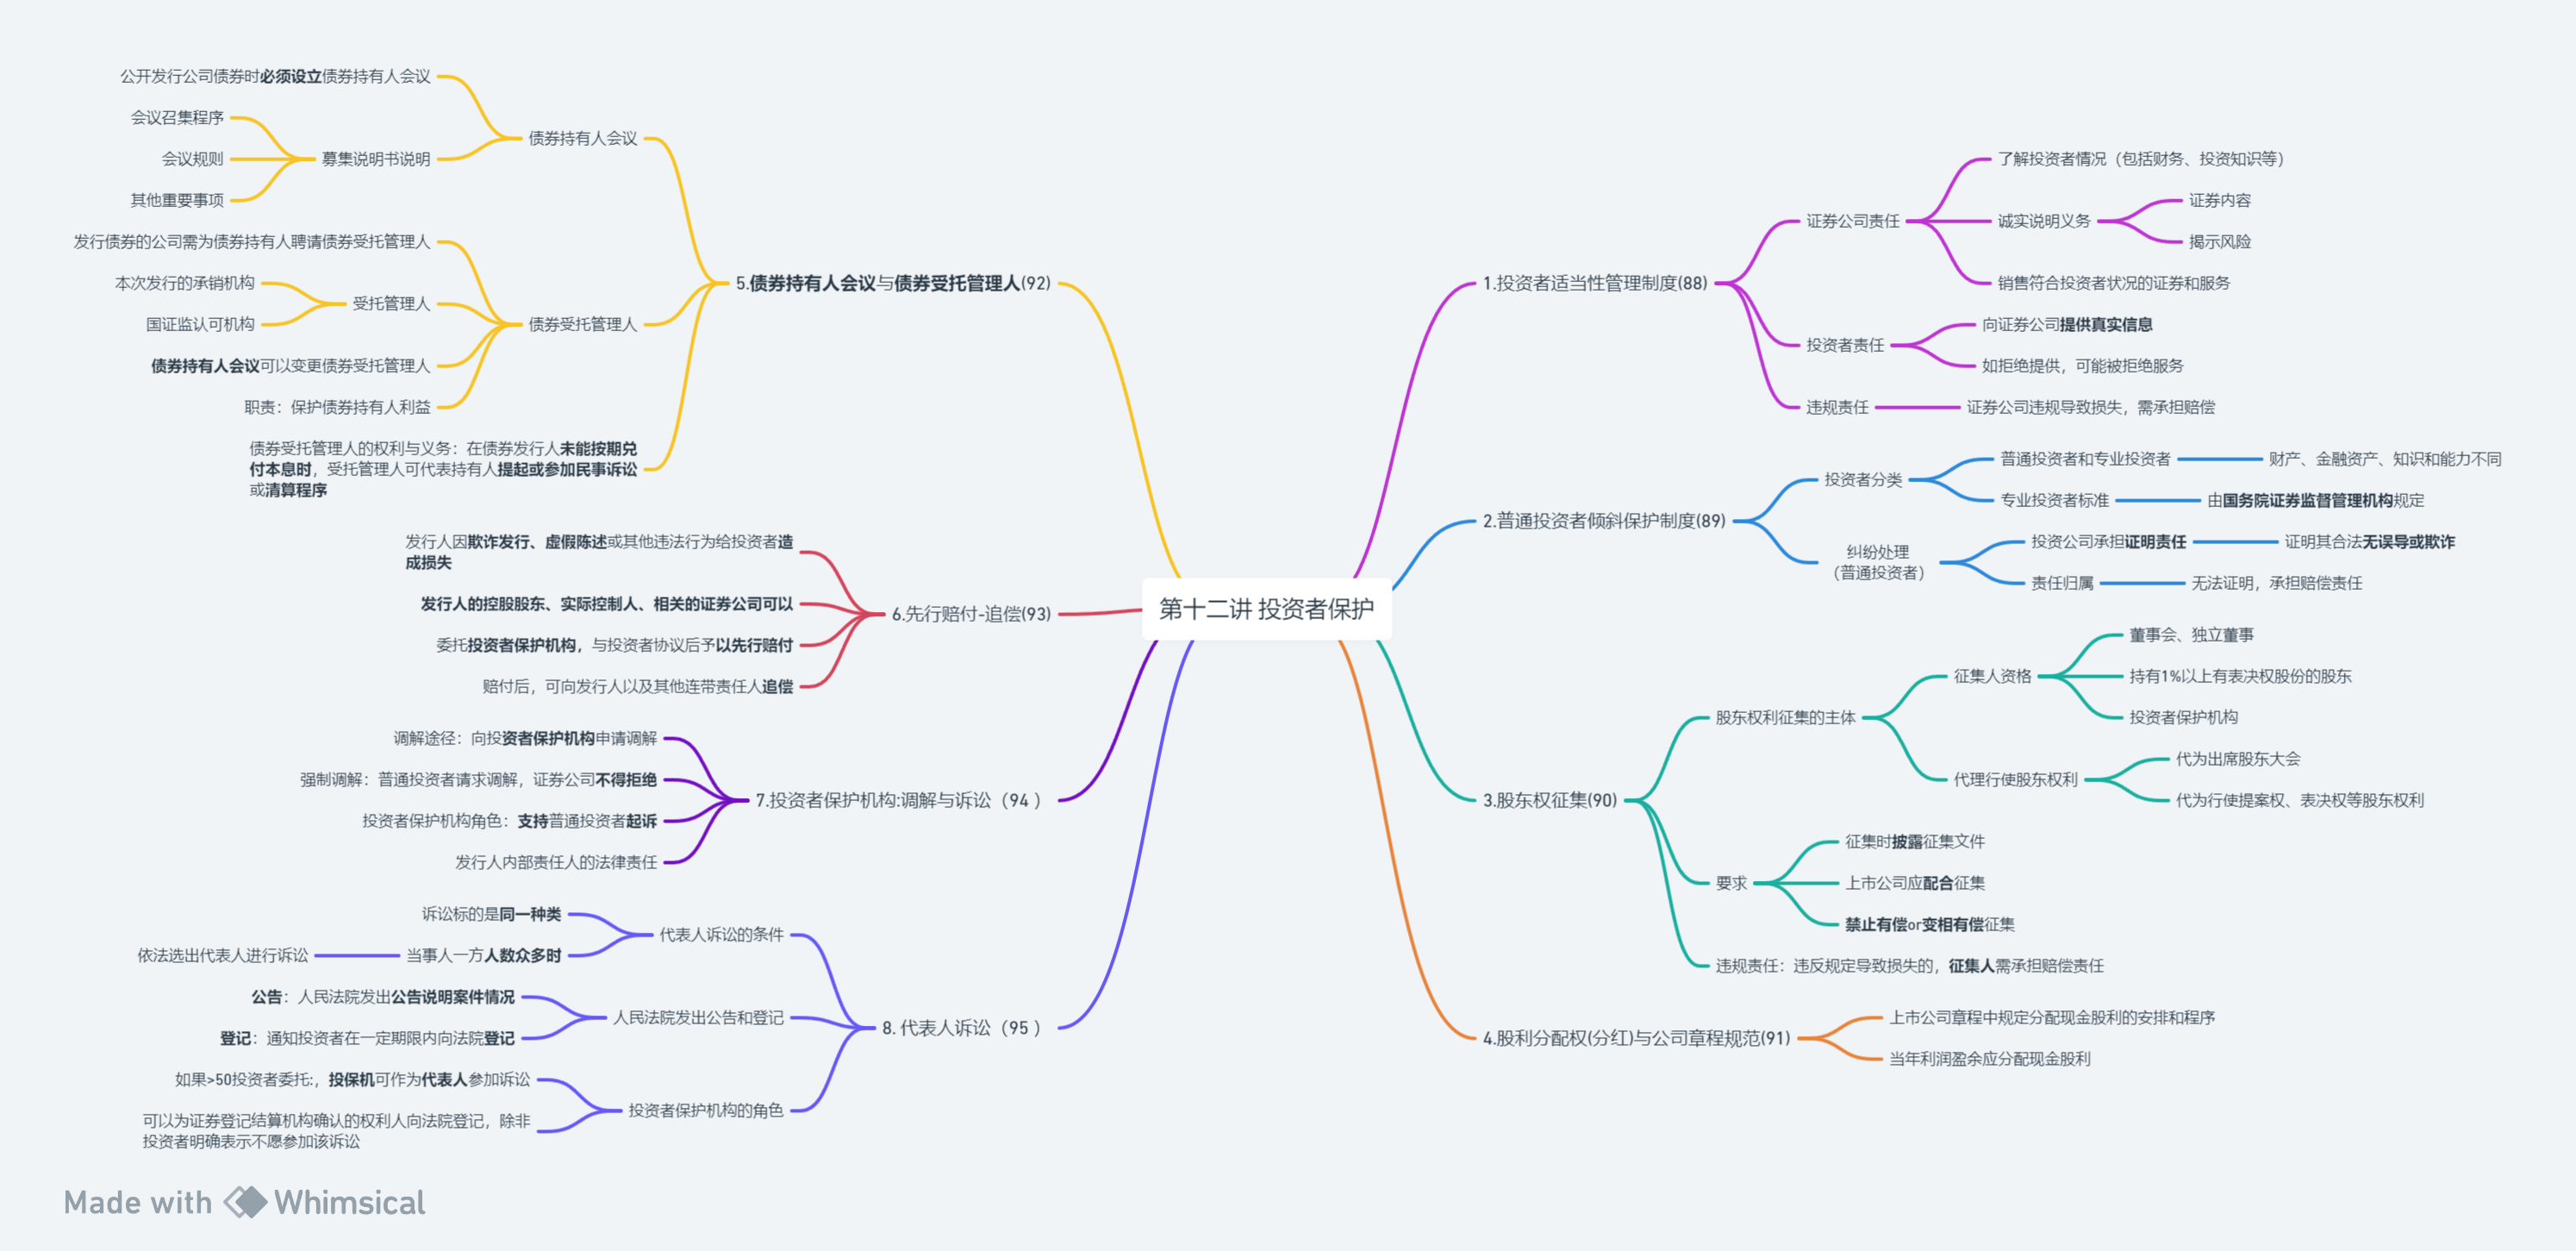 第十二讲 投资者保护
1.投资者适当性管理制度(88)
证券公司责任
了解投资者情况（包括财务、投资知识等）
诚实说明义务
证券内容
揭示风险
销售符合投资者状况的证券和服务
投资者责任
向证券公司提供真实信息
如拒绝提供，可能被拒绝服务
违规责任
证券公司违规导致损失，需承担赔偿
2.普通投资者倾斜保护制度(89)
投资者分类
普通投资者和专业投资者
财产、金融资产、知识和能力不同
专业投资者标准
由国务院证券监督管理机构规定
纠纷处理
（普通投资者）
投资公司承担证明责任
证明其合法无误导或欺诈
责任归属
无法证明，承担赔偿责任
3.股东权征集(90)
股东权利征集的主体
征集人资格
董事会、独立董事
持有1%以上有表决权股份的股东
投资者保护机构
代理行使股东权利
代为出席股东大会
代为行使提案权、表决权等股东权利
要求
征集时披露征集文件
上市公司应配合征集
禁止有偿or变相有偿征集
违规责任：违反规定导致损失的，征集人需承担赔偿责任
4.股利分配权(分红)与公司章程规范(91)
上市公司章程中规定分配现金股利的安排和程序
当年利润盈余应分配现金股利
5.债券持有人会议与债券受托管理人(92)
债券持有人会议
公开发行公司债券时必须设立债券持有人会议
募集说明书说明
会议召集程序
会议规则
其他重要事项
债券受托管理人
发行债券的公司需为债券持有人聘请债券受托管理人
受托管理人
本次发行的承销机构
国证监认可机构
债券持有人会议可以变更债券受托管理人
职责：保护债券持有人利益
债券受托管理人的权利与义务：在债券发行人未能按期兑
付本息时，受托管理人可代表持有人提起或参加民事诉讼
或清算程序
6.先行赔付-追偿(93)
发行人因欺诈发行、虚假陈述或其他违法行为给投资者造
成损失
发行人的控股股东、实际控制人、相关的证券公司可以
委托投资者保护机构，与投资者协议后予以先行赔付
赔付后，可向发行人以及其他连带责任人追偿
7.投资者保护机构:调解与诉讼（94 ）
调解途径：向投资者保护机构申请调解
强制调解：普通投资者请求调解，证券公司不得拒绝
投资者保护机构角色：支持普通投资者起诉
发行人内部责任人的法律责任
8. 代表人诉讼（95 ）
代表人诉讼的条件
诉讼标的是同一种类
当事人一方人数众多时
依法选出代表人进行诉讼
人民法院发出公告和登记
公告：人民法院发出公告说明案件情况
登记：通知投资者在一定期限内向法院登记
投资者保护机构的角色
如果>50投资者委托:，投保机可作为代表人参加诉讼
可以为证券登记结算机构确认的权利人向法院登记，除非
投资者明确表示不愿参加该诉讼
Made with Whimsical